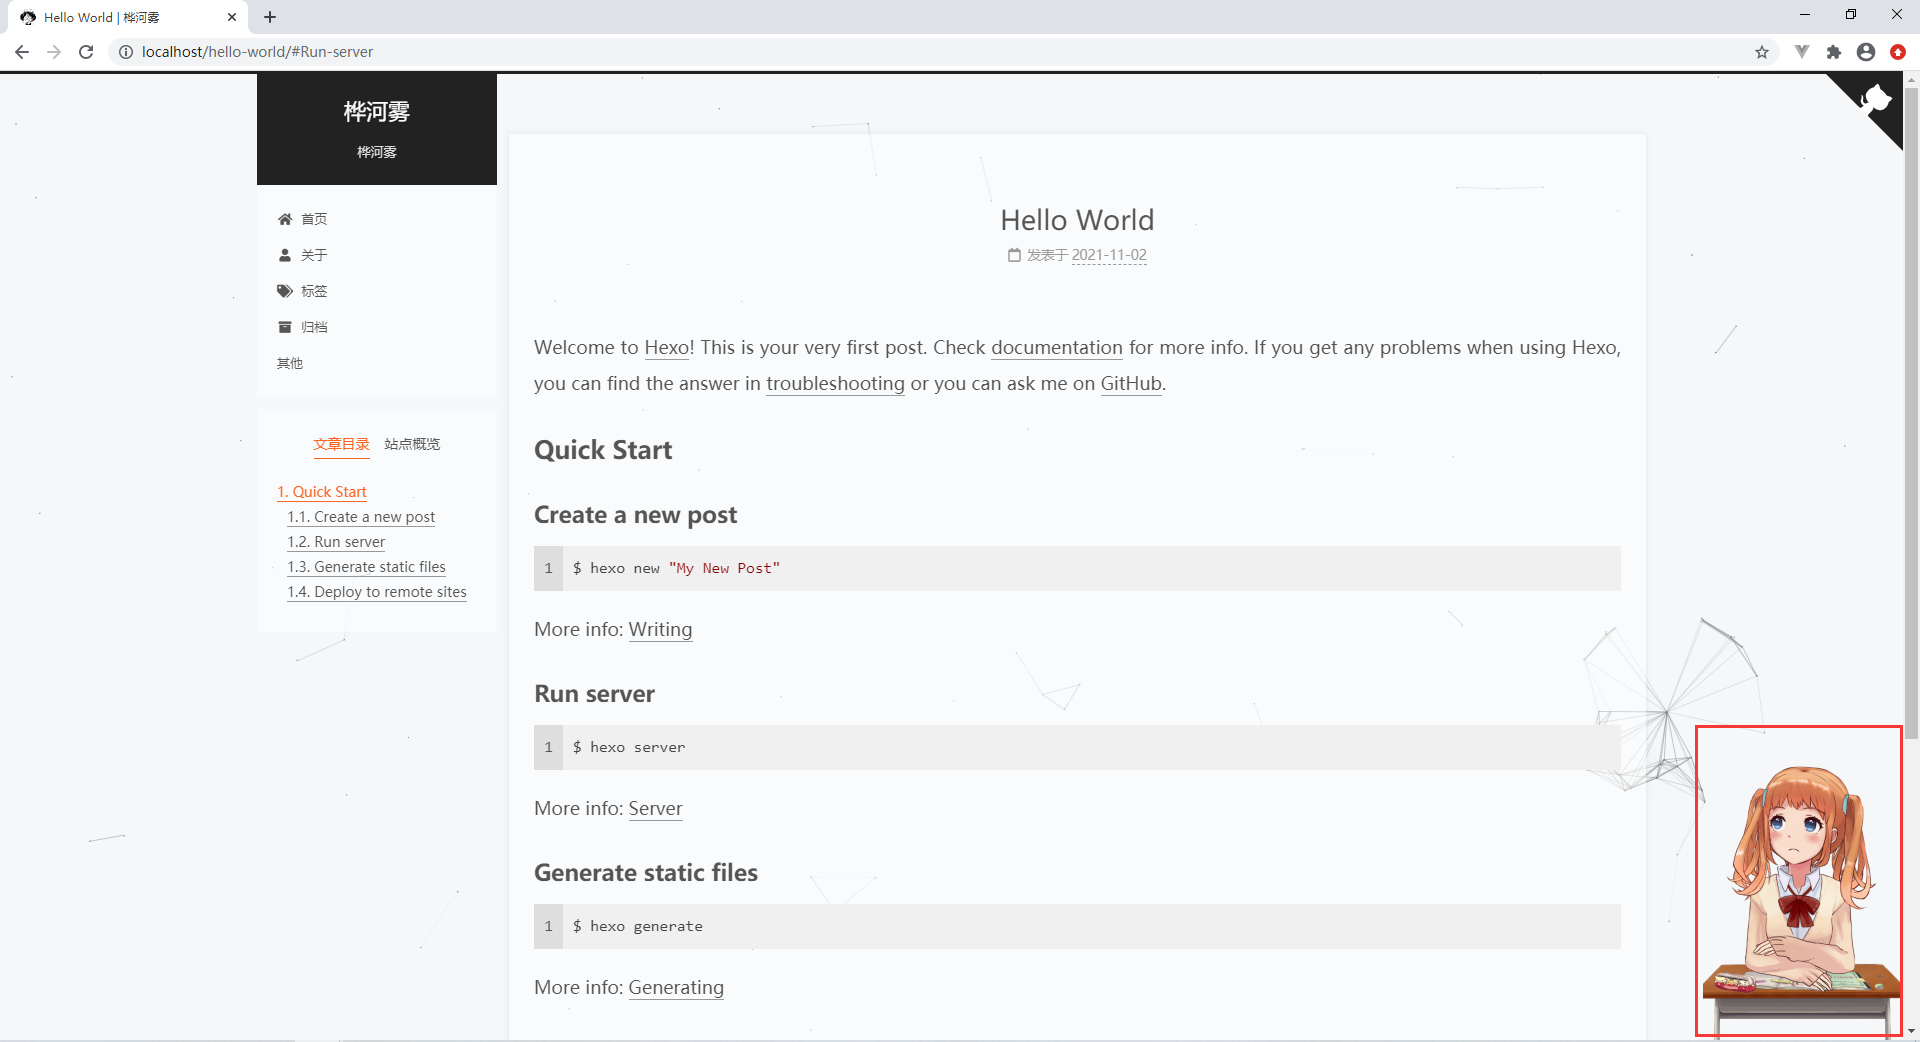 Hello World | 桦河雾
localhost/hello-world/#Run-server
桦河雾
桦河雾
首页
关于
标签
归档
其他
文章目录 站点概览
1. Quick Start
1.1. Create a new post
1.2. Run server
1.3. Generate static files
1.4. Deploy to remote sites
Hello World
发表于 2021-11-02
Welcome to Hexo! This is your very first post. Check documentation for more info. If you get any problems when using Hexo,
you can find the answer in troubleshooting or you can ask me on GitHub.
Quick Start
Create a new post
1 $ hexo new "My New Post"
More info: Writing
Run server
1 $ hexo server
More info: Server
Generate static files
1 $ hexo generate
More info: Generating